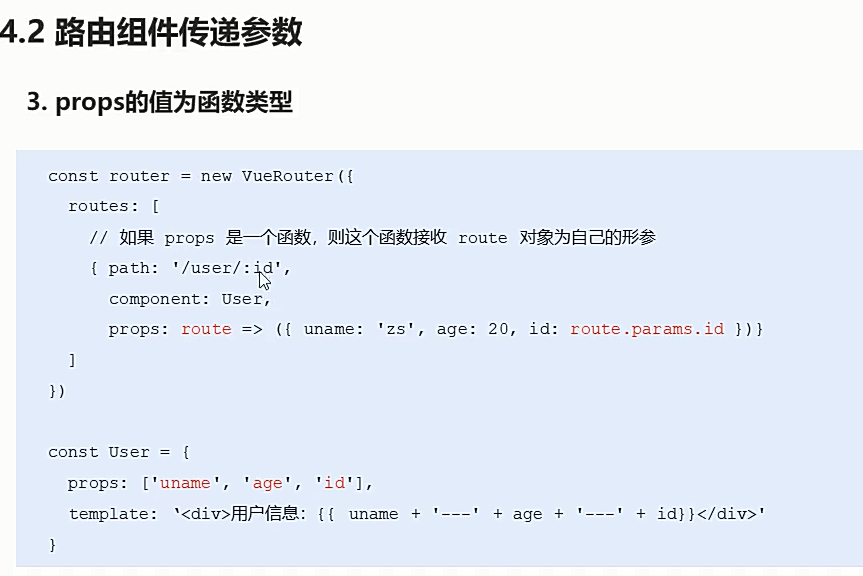 4.2 路由组件传递参数
3. props的值为函数类型
const router = new VueRouter({
routes: [
// 如果 props 是一个函数，则这个函数接收 route 对象为自己的形参
{ path: '/user/:id',
component: User,
props: route => ({ uname: 'zs', age: 20, id: route.params.id })}
]
})
const User = {
props: ['uname', 'age', 'id'],
template: ‘<div>用户信息：{{ uname + '---' + age + '---' + id}}</div>'
}